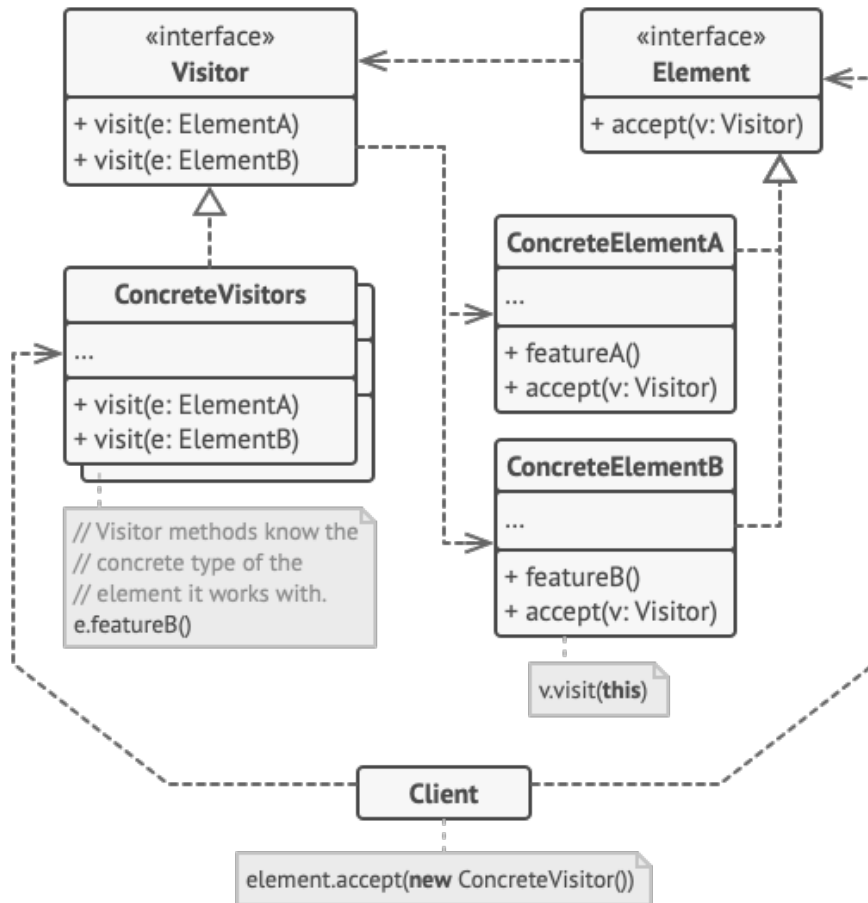 «interface»
Visitor
+ visit(e: ElementA)
+ visit(e: ElementB)
«interface»
Element
+ accept(v: Visitor)
ConcreteVisitors
...
+ visit(e: ElementA)
+ visit(e: ElementB)
// Visitor methods know the
// concrete type of the
// element it works with.
e.featureB()
ConcreteElementA
...
+ featureA()
+ accept(v: Visitor)
ConcreteElementB
...
+ featureB()
+ accept(v: Visitor)
v.visit(this)
Client
element.accept(new ConcreteVisitor())